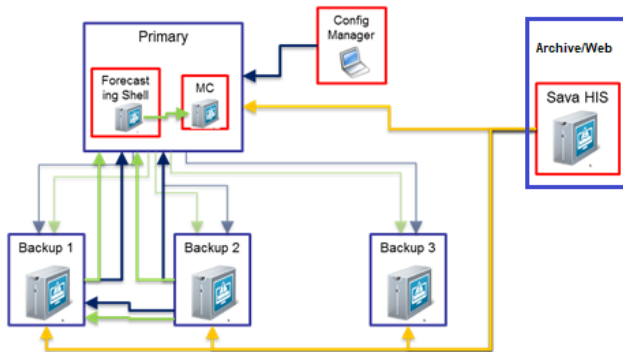 Primary
Config
Manager
Archive/Web
Forecast
ing Shell
MC
Sava HIS
Backup 1
Backup 2
Backup 3